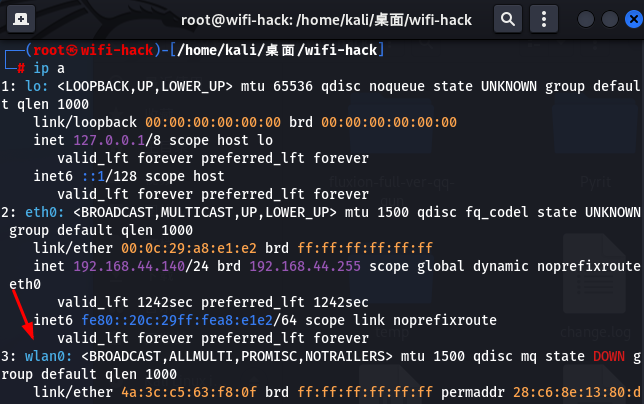 root@wifi-hack: /home/kali/桌面/wifi-hack
(root㉿wifi-hack)-[/home/kali/桌面/wifi-hack]
# ip a
1: lo: <LOOPBACK,UP,LOWER_UP> mtu 65536 qdisc noqueue state UNKNOWN group defaul
t qlen 1000
link/loopback 00:00:00:00:00:00 brd 00:00:00:00:00:00
inet 127.0.0.1/8 scope host lo
valid_lft forever preferred_lft forever
inet6 ::1/128 scope host
valid_lft forever preferred_lft forever
2: eth0: <BROADCAST,MULTICAST,UP,LOWER_UP> mtu 1500 qdisc fq_codel state UNKNOWN
group default qlen 1000
link/ether 00:0c:29:a8:e1:e2 brd ff:ff:ff:ff:ff:ff
inet 192.168.44.140/24 brd 192.168.44.255 scope global dynamic noprefixroute
eth0
valid_lft 1242sec preferred_lft 1242sec
inet6 fe80::20c:29ff:fea8:e1e2/64 scope link noprefixroute
valid_lft forever preferred_lft forever
3: wlan0: <BROADCAST,ALLMULTI,PROMISC,NOTRAILERS> mtu 1500 qdisc mq state DOWN g
roup default qlen 1000
link/ether 4a:3c:c5:63:f8:0f brd ff:ff:ff:ff:ff:ff permaddr 28:c6:8e:13:80:d